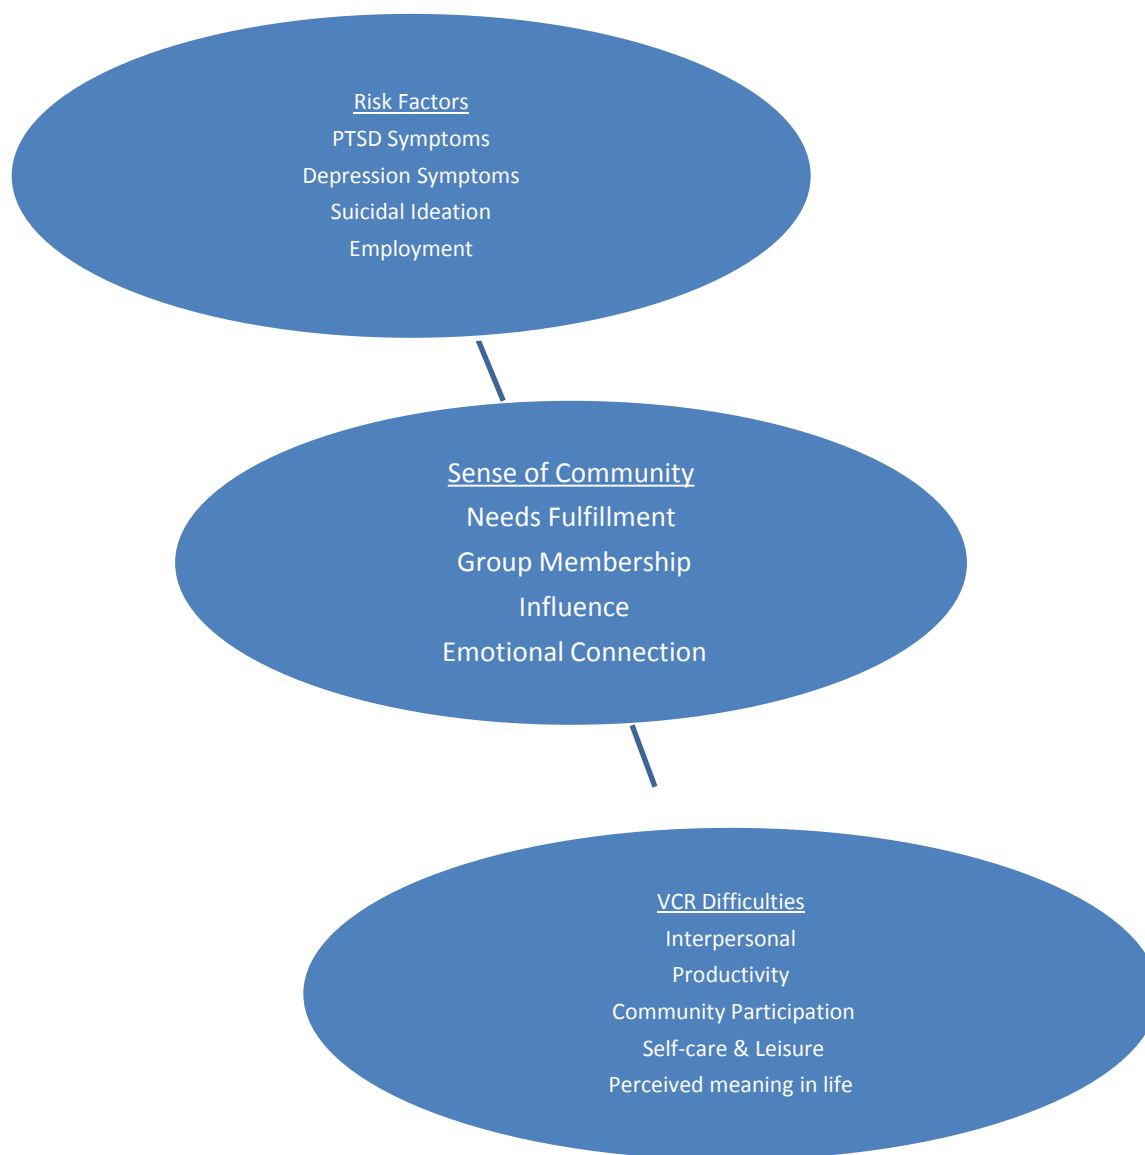 Risk Factors
PTSD Symptoms
Depression Symptoms
Suicidal Ideation
Employment
Sense of Community
Needs Fulfillment
Group Membership
Influence
Emotional Connection
VCR Difficulties
Interpersonal
Productivity
Community Participation
Self-care & Leisure
Perceived meaning in life